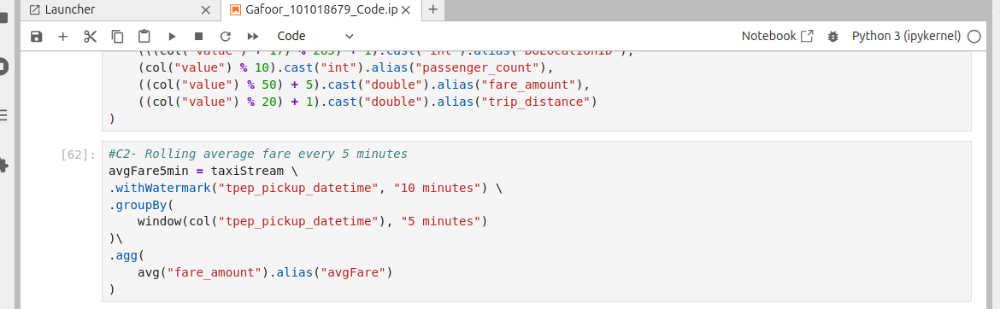 Launcher
Gafoor_101018679_Code.ip
Code
Notebook
Python 3 (ipykernel)
(((col("value") + 17) % 265) + 1).cast("int").alias("DOLocationID"),
(col("value") % 10).cast("int").alias("passenger_count"),
((col("value") % 50) + 5).cast("double").alias("fare_amount"),
((col("value") % 20) + 1).cast("double").alias("trip_distance")
)
[62]:
#C2- Rolling average fare every 5 minutes
avgFare5min = taxiStream \
.withWatermark("tpep_pickup_datetime", "10 minutes") \
.groupBy(
window(col("tpep_pickup_datetime"), "5 minutes")
)\
.agg(
avg("fare_amount").alias("avgFare")
)